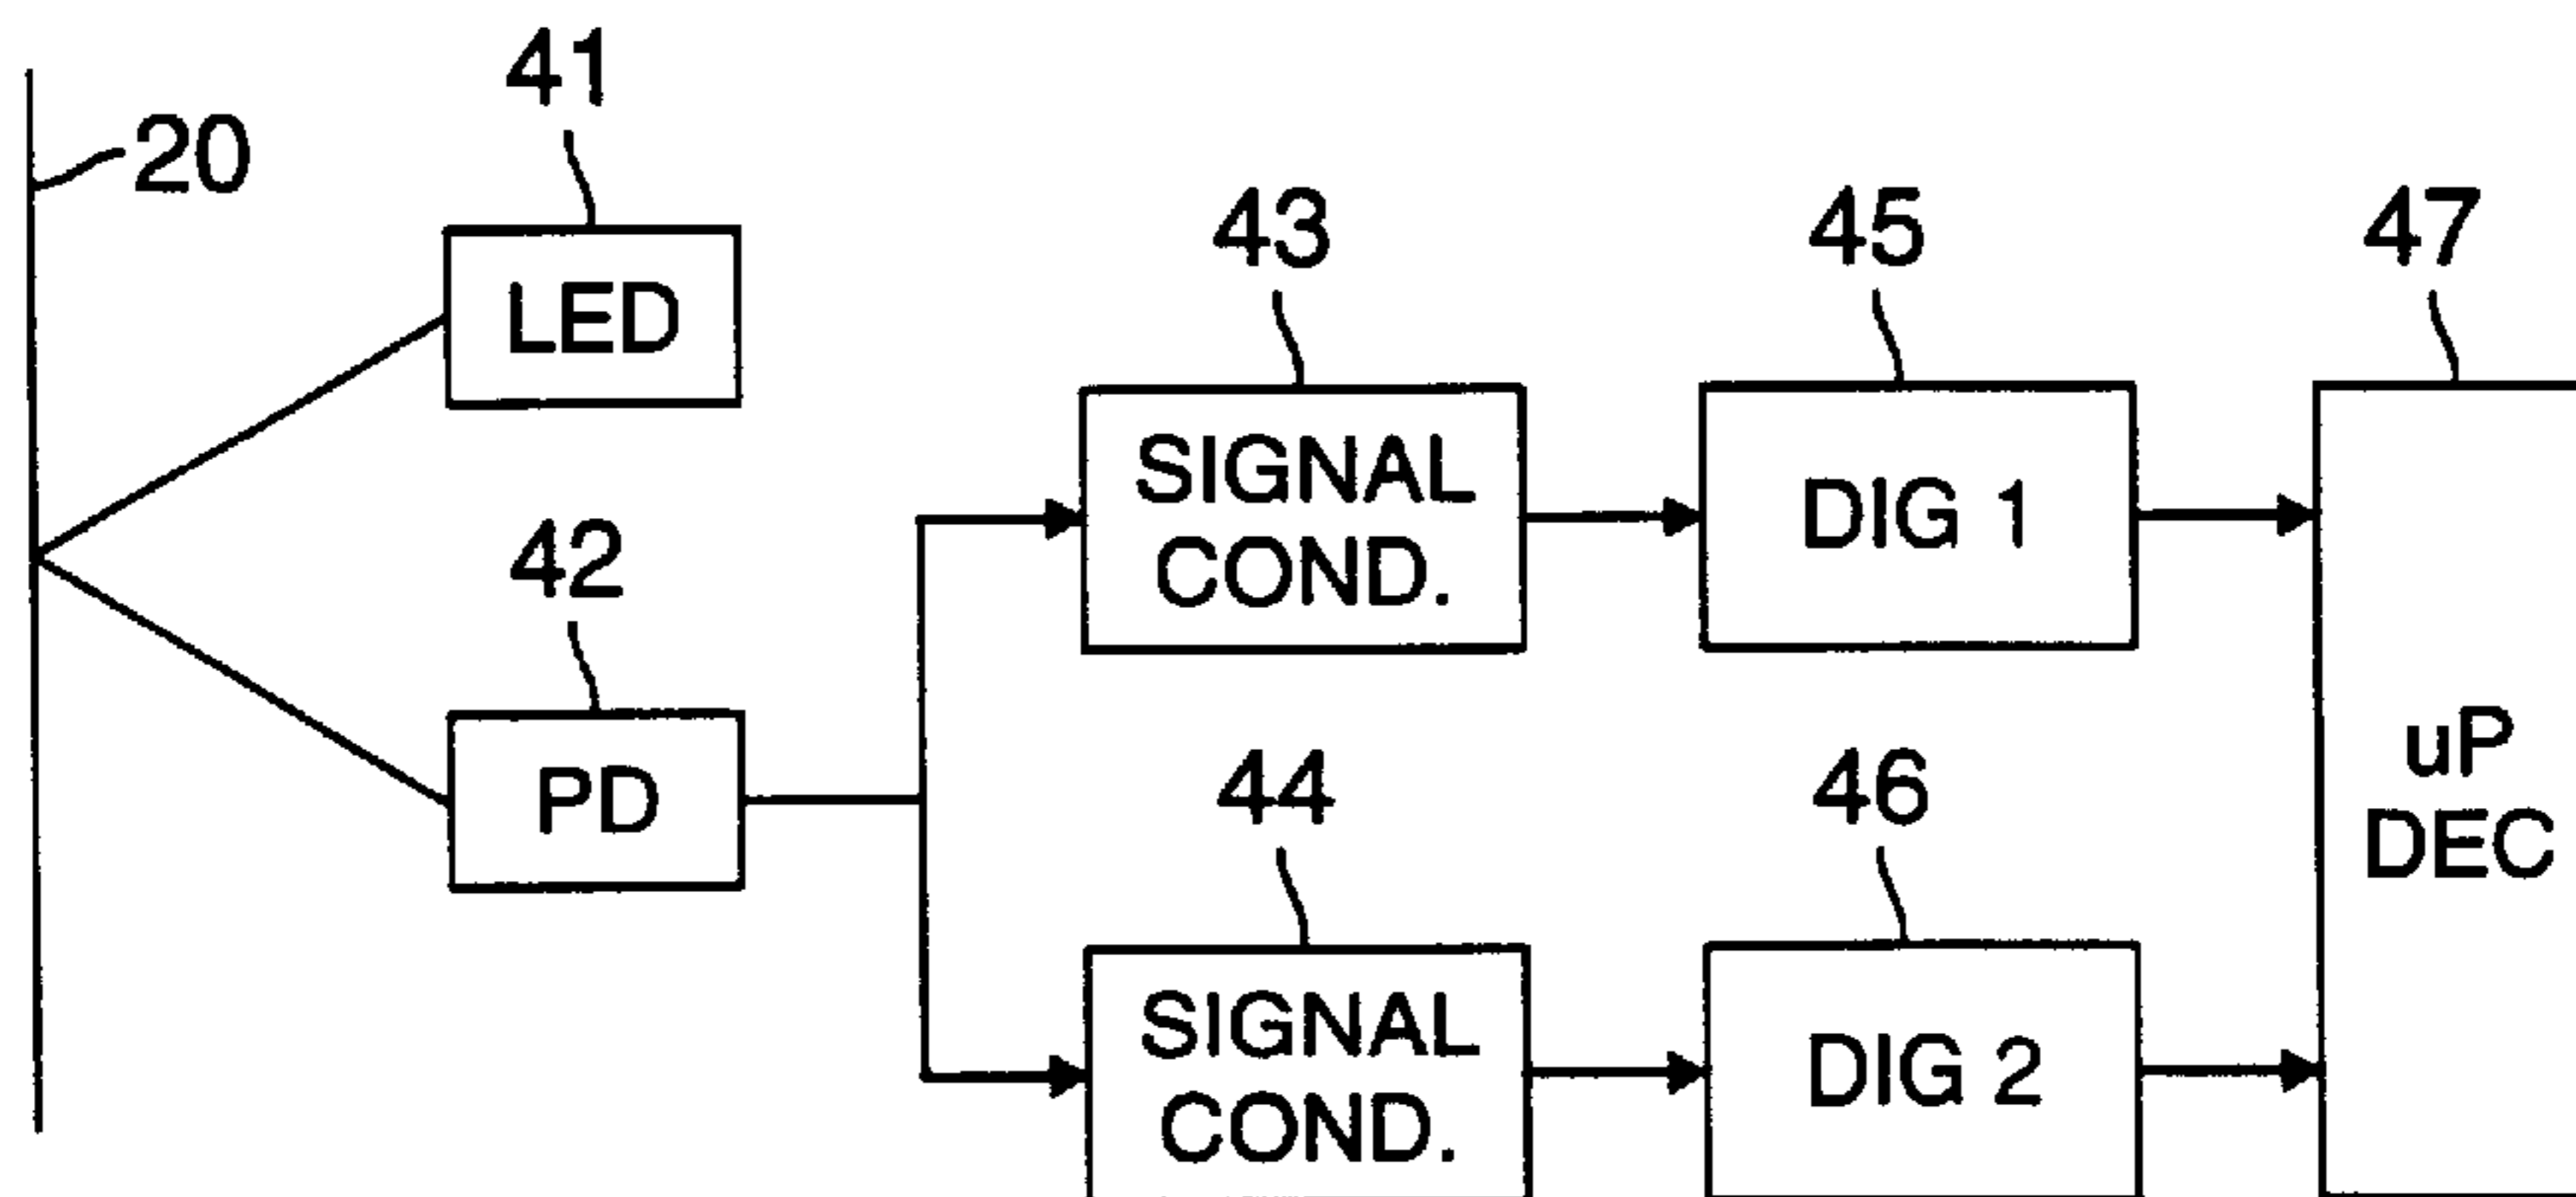 41
20
LED
43
45
47
SIGNAL
COND.
DIG 1
42
PD
uP
DEC
44
46
SIGNAL
COND.
DIG 2